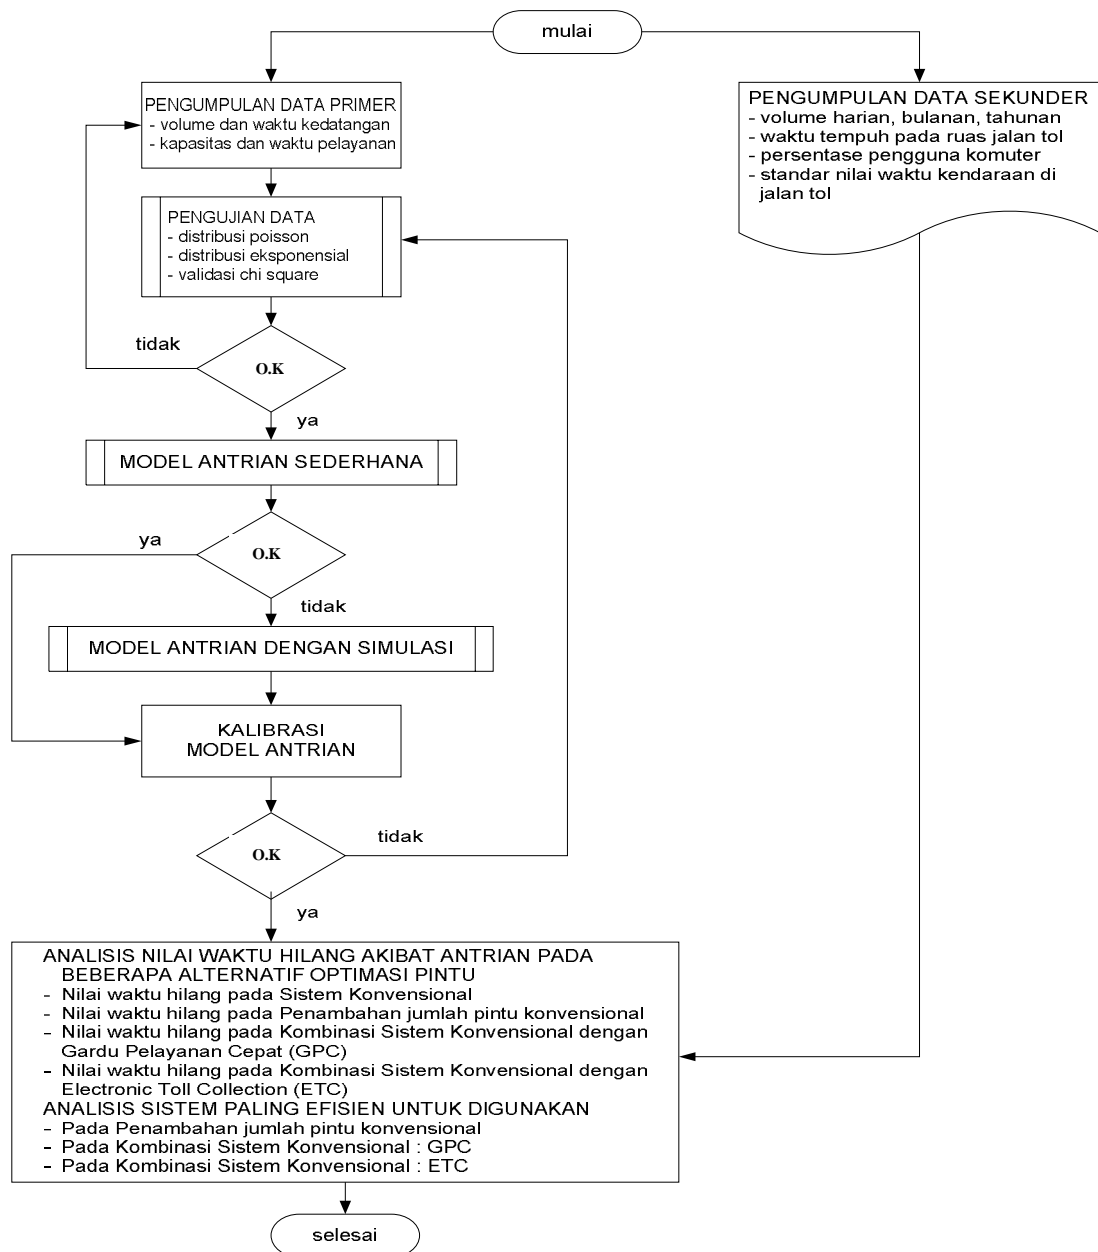 mulai
PENGUMPULAN DATA PRIMER
- volume dan waktu kedatangan
- kapasitas dan waktu pelayanan
PENGUMPULAN DATA SEKUNDER
- volume harian, bulanan, tahunan
- waktu tempuh pada ruas jalan tol
- persentase pengguna komuter
- standar nilai waktu kendaraan di
jalan tol
PENGUJIAN DATA
- distribusi poisson
- distribusi eksponensial
- validasi chi square
tidak
O.K
ya
MODEL ANTRIAN SEDERHANA
ya
O.K
tidak
MODEL ANTRIAN DENGAN SIMULASI
KALIBRASI
MODEL ANTRIAN
O.K
tidak
ya
ANALISIS NILAI WAKTU HILANG AKIBAT ANTRIAN PADA
BEBERAPA ALTERNATIF OPTIMASI PINTU
- Nilai waktu hilang pada Sistem Konvensional
- Nilai waktu hilang pada Penambahan jumlah pintu konvensional
- Nilai waktu hilang pada Kombinasi Sistem Konvensional dengan
Gardu Pelayanan Cepat (GPC)
- Nilai waktu hilang pada Kombinasi Sistem Konvensional dengan
Electronic Toll Collection (ETC)
ANALISIS SISTEM PALING EFISIEN UNTUK DIGUNAKAN
- Pada Penambahan jumlah pintu konvensional
- Pada Kombinasi Sistem Konvensional : GPC
- Pada Kombinasi Sistem Konvensional : ETC
selesai